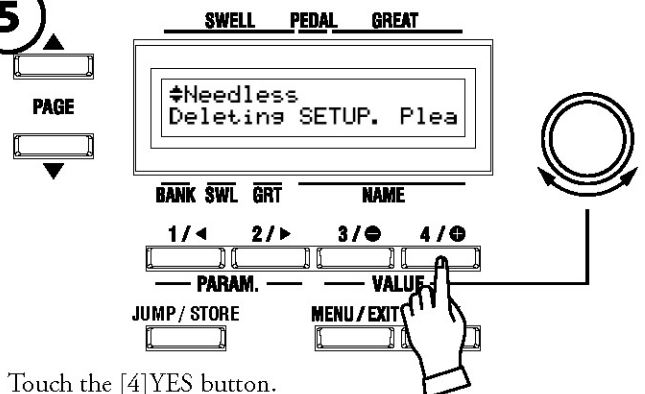 5
SWELL PEDAL GREAT
PAGE
♦Needless
Deleting SETUP. Plea
BANK SWL GRT NAME
1/◄ 2/► 3/⊖ 4/⊕
PARAM. VALUE
JUMP / STORE MENU / EXIT
Touch the [4]YES button.